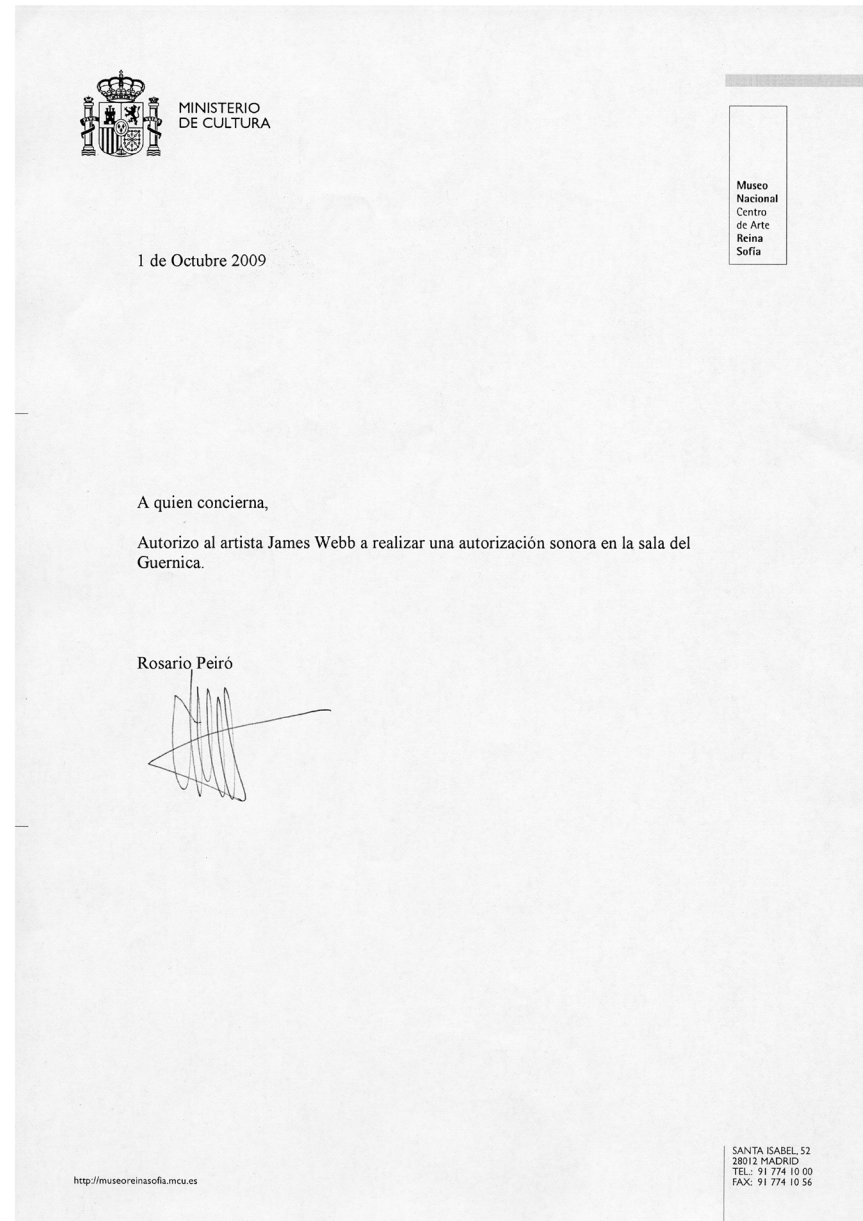 MINISTERIO
DE CULTURA
Museo
Nacional
Centro
de Arte
Reina
Sofía
1 de Octubre 2009
A quien concierna,
Autorizo al artista James Webb a realizar una autorización sonora en la sala del
Guernica.
Rosario Peiró
http://museoreinasofia.mcu.es
SANTA ISABEL, 52
28012 MADRID
TEL.: 91 774 10 00
FAX: 91 774 10 56